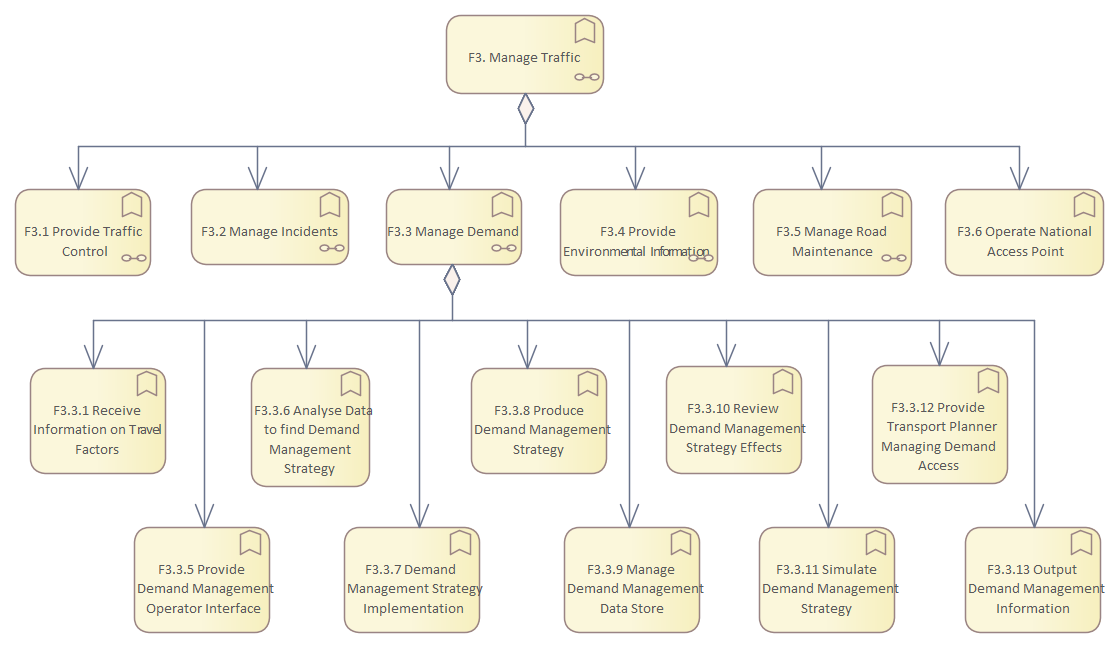 F3. Manage Traffic
F3.1 Provide Traffic
Control
F3.2 Manage Incidents
F3.3 Manage Demand
F3.4 Provide
Environmental Information
F3.5 Manage Road
Maintenance
F3.6 Operate National
Access Point
F3.3.1 Receive
Information on Travel
Factors
F3.3.6 Analyse Data
to find Demand
Management
Strategy
F3.3.8 Produce
Demand Management
Strategy
F3.3.10 Review
Demand Management
Strategy Effects
F3.3.12 Provide
Transport Planner
Managing Demand
Access
F3.3.5 Provide
Demand Management
Operator Interface
F3.3.7 Demand
Management Strategy
Implementation
F3.3.9 Manage
Demand Management
Data Store
F3.3.11 Simulate
Demand Management
Strategy
F3.3.13 Output
Demand Management
Information